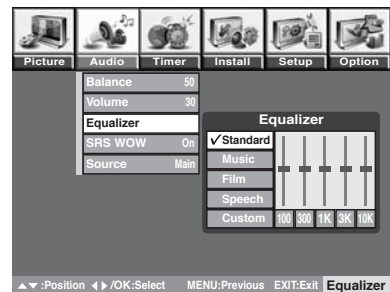 Picture Audio Timer Install Setup Option
Balance 50
Volume 30
Equalizer
SRS WOW On
Source Main
Equalizer
✓Standard
Music
Film
Speech
Custom 100 300 1K 3K 10K
▲▼ :Position ◀ ▶ /OK:Select MENU:Previous EXIT:Exit Equalizer